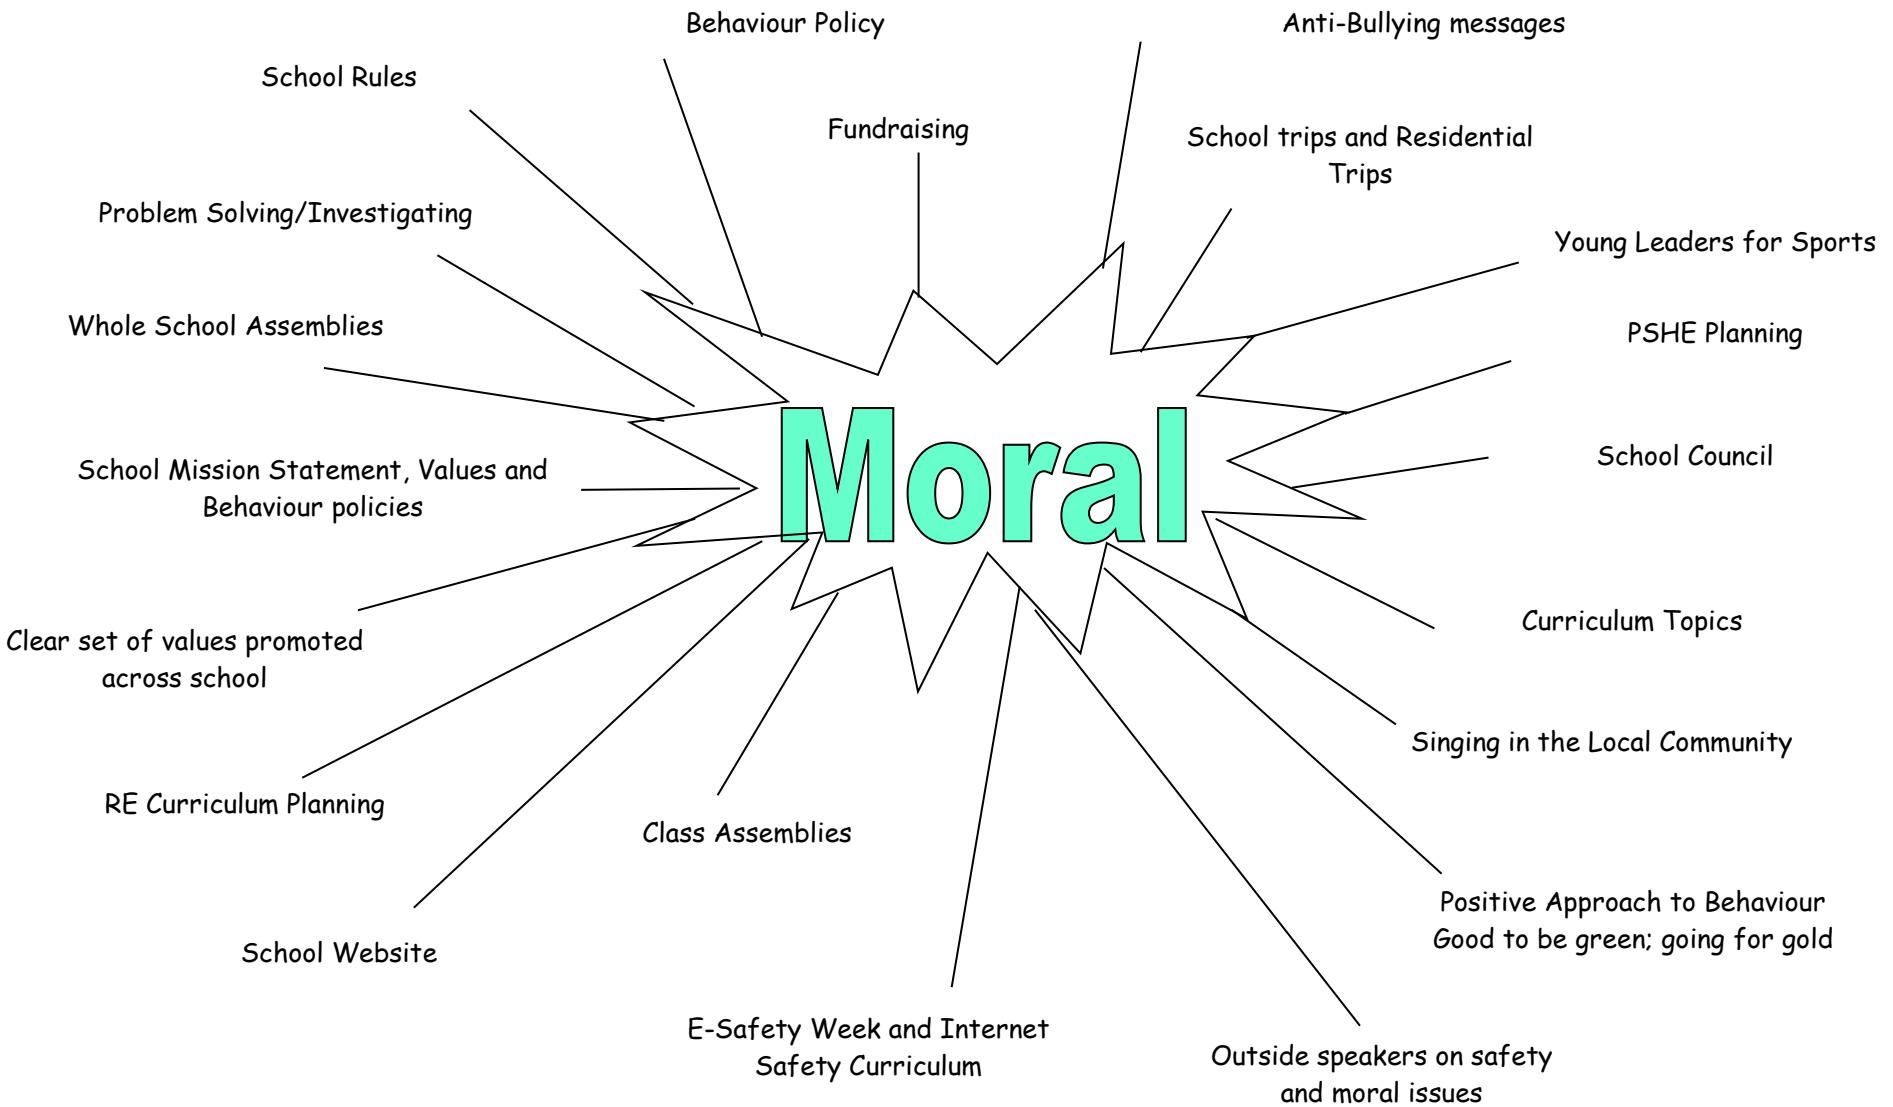 Behaviour Policy
Anti-Bullying messages
School Rules
Fundraising
School trips and Residential
Trips
Problem Solving/Investigating
Young Leaders for Sports
Whole School Assemblies
PSHE Planning
Moral
School Mission Statement, Values and
Behaviour policies
School Council
Clear set of values promoted
across school
Curriculum Topics
Singing in the Local Community
RE Curriculum Planning
Class Assemblies
Positive Approach to Behaviour
Good to be green; going for gold
School Website
E-Safety Week and Internet
Safety Curriculum
Outside speakers on safety
and moral issues